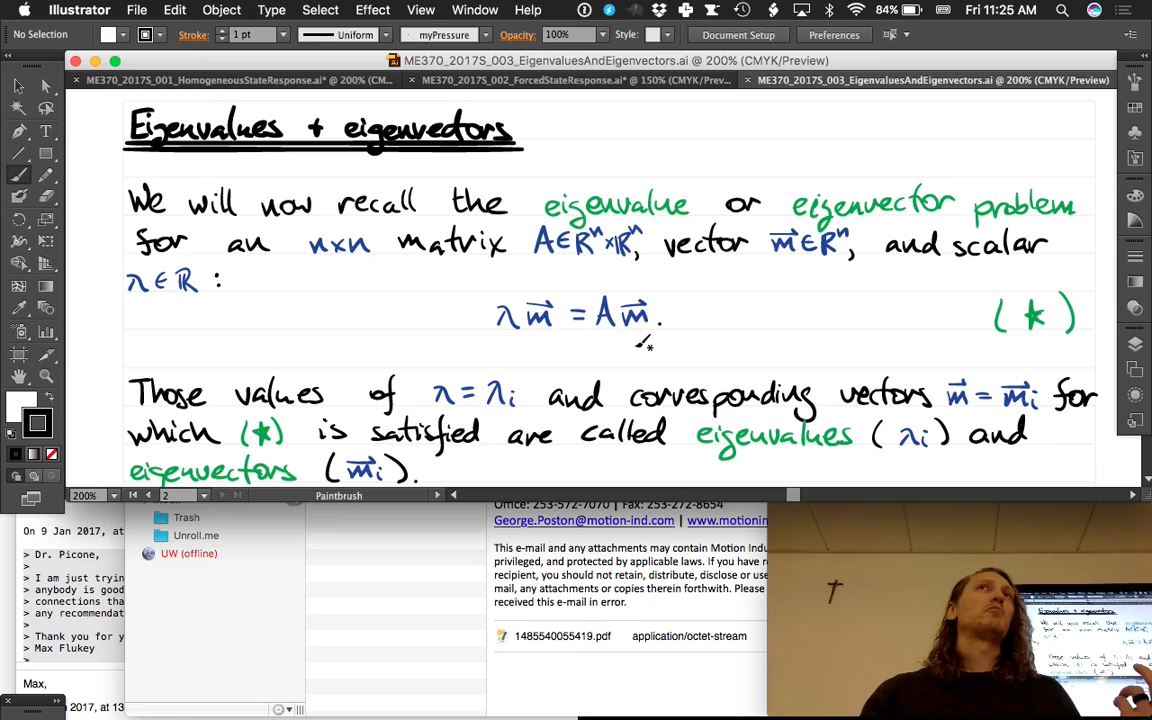 Illustrator File Edit Object Type Select Effect View Window Help 84% Fri 11:25 AM
No Selection Stroke: 1 pt Uniform myPressure Opacity: 100% Style: Document Setup Preferences
ME370_2017S_003_EigenvaluesAndEigenvectors.ai @ 200% (CMYK/Preview)
ME370_2017S_001_HomogeneousStateResponse.ai* @ 200% (CM... ME370_2017S_002_ForcedStateResponse.ai* @ 150% (CMYK/Prev... ME370_2017S_003_EigenvaluesAndEigenvectors.ai @ 200% (CMYK/Preview)
Eigenvalues + eigenvectors
We will now recall the eigenvalue or eigenvector problem
for an n×n matrix A∈ℝⁿ×ℝⁿ, vector m⃗∈ℝⁿ, and scalar
λ∈ℝ :
λm⃗ = Am⃗. (*)
Those values of λ=λᵢ and corresponding vectors m⃗=m⃗ᵢ for
which (*) is satisfied are called eigenvalues (λᵢ) and
eigenvectors (m⃗ᵢ).
200% 2 Paintbrush
On 9 Jan 2017, at
> Dr. Picone,
>
> I am just tryin
> anybody is good
> connections tha
> any recommendat
>
> Thank you for y
> Max Flukey
>
Max,
2017, at 13
Trash
Unroll.me
UW (offline)
Office: 253-572-7070 | Fax: 253-272-8654
George.Poston@motion-ind.com | www.motionin
This e-mail and any attachments may contain Motion Indu
privileged, and protected by applicable laws. If you have r
recipient, you should not retain, distribute, disclose or use
mail, any attachments or copies therein forthwith. Please
received this e-mail in error.
1485540055419.pdf application/octet-stream